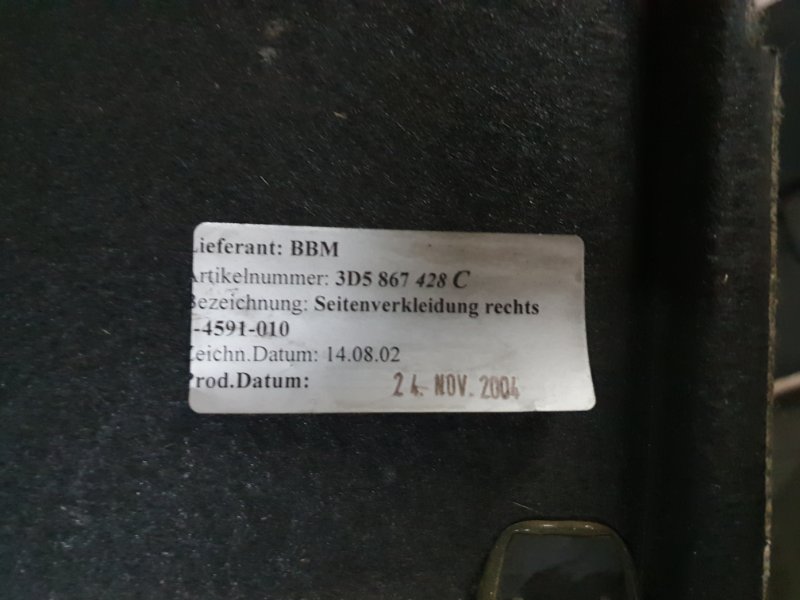 Lieferant: BBM
Artikelnummer: 3D5 867 428 C
Bezeichnung: Seitenverkleidung rechts
-4591-010
Zeichn.Datum: 14.08.02
Prod.Datum: 24. NOV. 2004